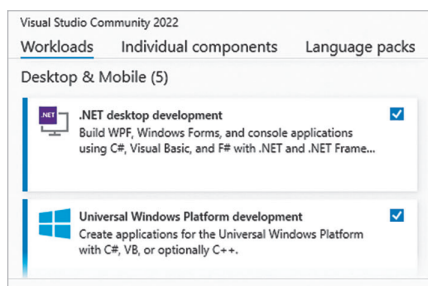 Visual Studio Community 2022
Workloads Individual components Language packs
Desktop & Mobile (5)
.NET
.NET desktop development
Build WPF, Windows Forms, and console applications
using C#, Visual Basic, and F# with .NET and .NET Frame...
Universal Windows Platform development
Create applications for the Universal Windows Platform
with C#, VB, or optionally C++.